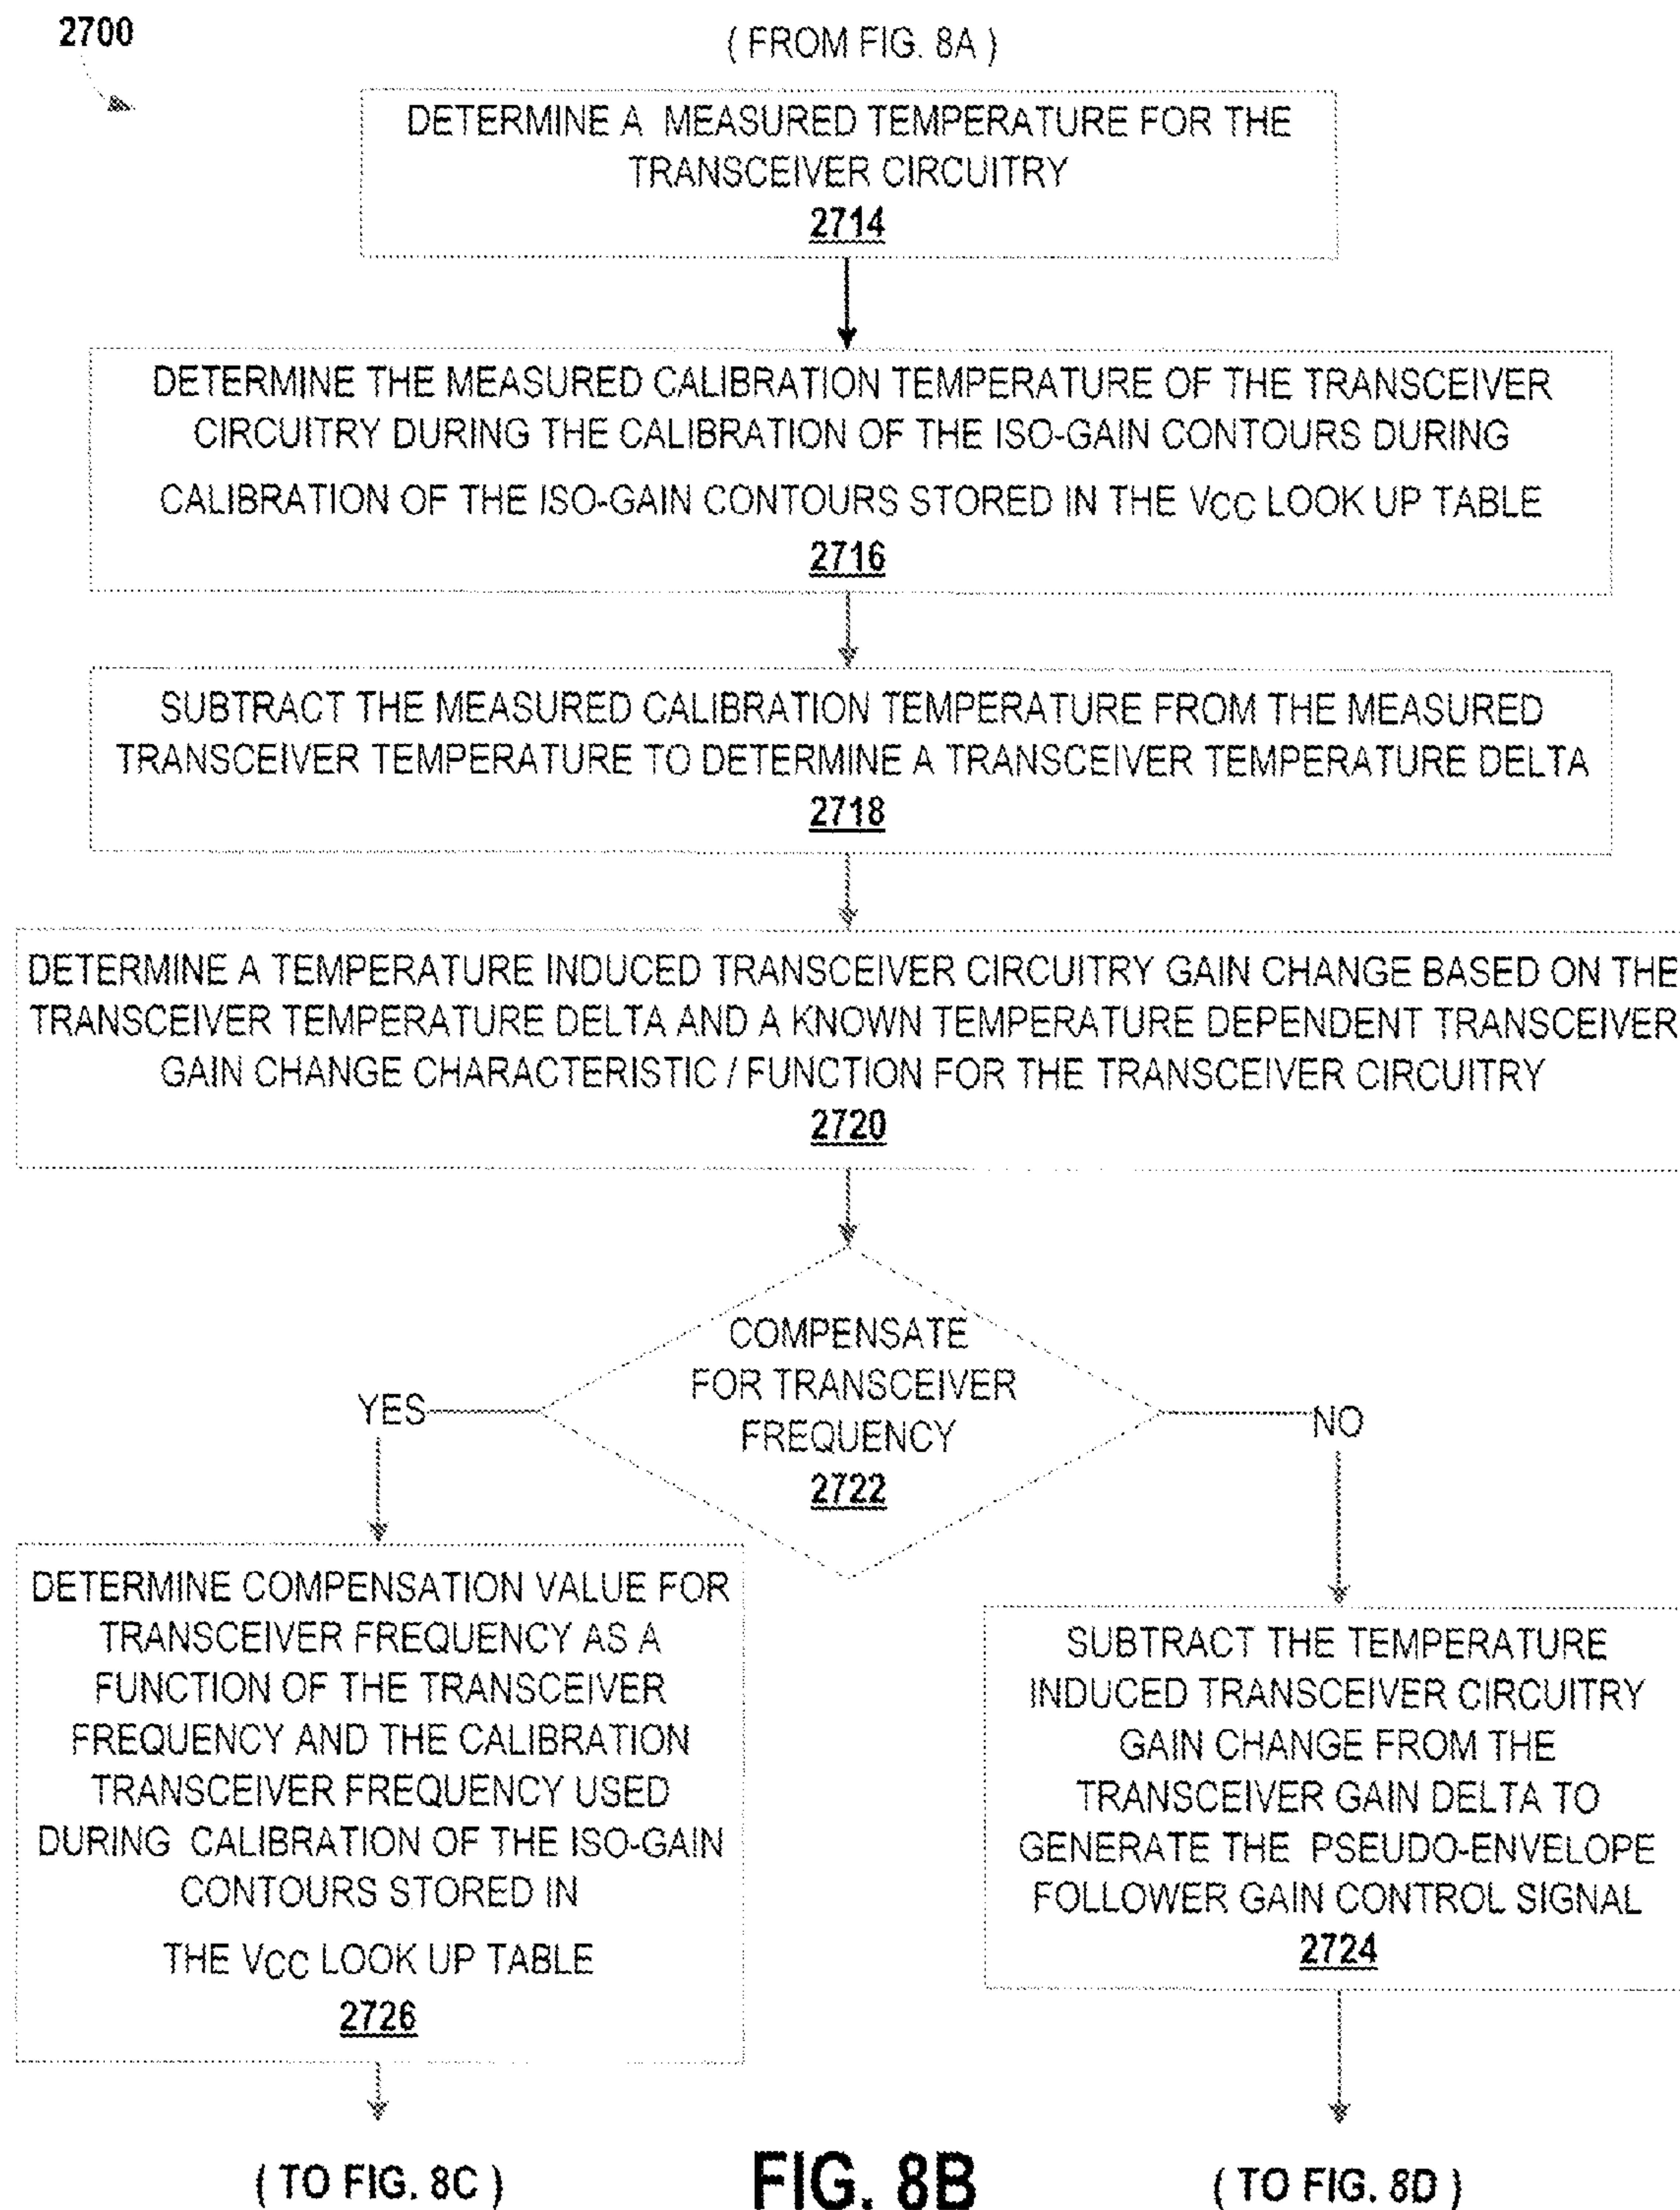 2700
( FROM FIG. 8A )
DETERMINE A MEASURED TEMPERATURE FOR THE
TRANSCEIVER CIRCUITRY
2714
DETERMINE THE MEASURED CALIBRATION TEMPERATURE OF THE TRANSCEIVER
CIRCUITRY DURING THE CALIBRATION OF THE ISO-GAIN CONTOURS DURING
CALIBRATION OF THE ISO-GAIN CONTOURS STORED IN THE VCC LOOK UP TABLE
2716
SUBTRACT THE MEASURED CALIBRATION TEMPERATURE FROM THE MEASURED
TRANSCEIVER TEMPERATURE TO DETERMINE A TRANSCEIVER TEMPERATURE DELTA
2718
DETERMINE A TEMPERATURE INDUCED TRANSCEIVER CIRCUITRY GAIN CHANGE BASED ON THE
TRANSCEIVER TEMPERATURE DELTA AND A KNOWN TEMPERATURE DEPENDENT TRANSCEIVER
GAIN CHANGE CHARACTERISTIC / FUNCTION FOR THE TRANSCEIVER CIRCUITRY
2720
COMPENSATE
FOR TRANSCEIVER
FREQUENCY
2722
YES
NO
DETERMINE COMPENSATION VALUE FOR
TRANSCEIVER FREQUENCY AS A
FUNCTION OF THE TRANSCEIVER
FREQUENCY AND THE CALIBRATION
TRANSCEIVER FREQUENCY USED
DURING CALIBRATION OF THE ISO-GAIN
CONTOURS STORED IN
THE VCC LOOK UP TABLE
2726
SUBTRACT THE TEMPERATURE
INDUCED TRANSCEIVER CIRCUITRY
GAIN CHANGE FROM THE
TRANSCEIVER GAIN DELTA TO
GENERATE THE PSEUDO-ENVELOPE
FOLLOWER GAIN CONTROL SIGNAL
2724
( TO FIG. 8C )
FIG. 8B
( TO FIG. 8D )